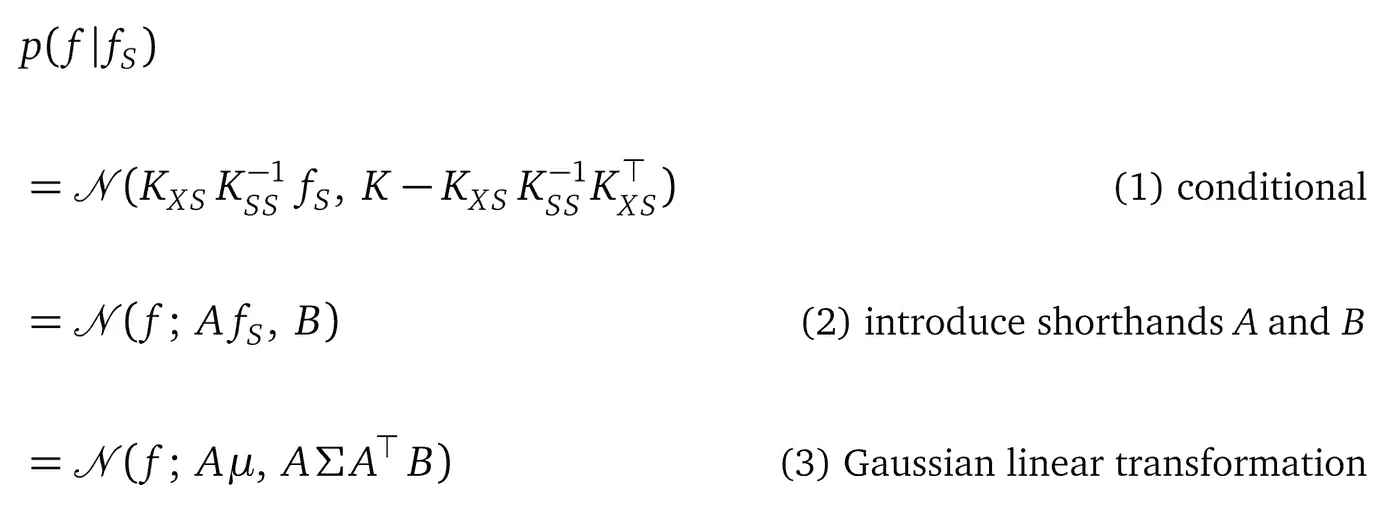 p(f|f_S)
= 𝒩(K_{XS} K_{SS}^{-1} f_S, K − K_{XS} K_{SS}^{-1} K_{XS}^⊤) (1) conditional
= 𝒩(f; A f_S, B) (2) introduce shorthands A and B
= 𝒩(f; Aμ, AΣA^⊤ B) (3) Gaussian linear transformation